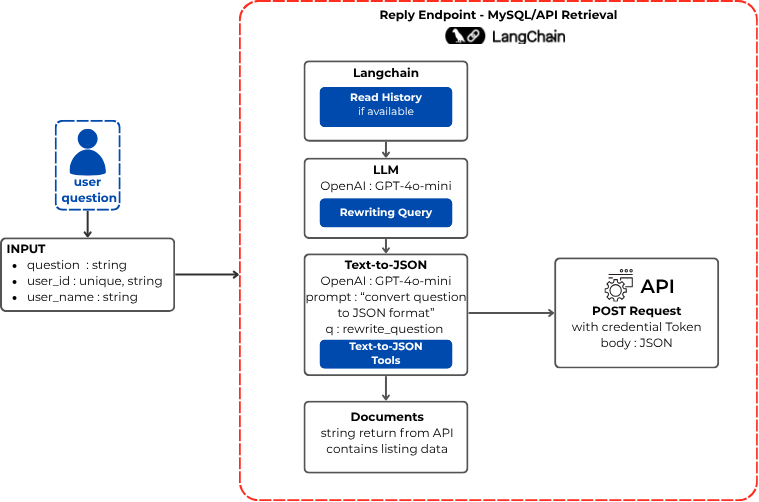 Reply Endpoint - MySQL/API Retrieval
LangChain
Langchain
Read History
if available
user
question
LLM
OpenAI : GPT-4o-mini
Rewriting Query
INPUT
question : string
user_id : unique, string
user_name : string
Text-to-JSON
OpenAI : GPT-4o-mini
prompt : “convert question
to JSON format”
q : rewrite_question
Text-to-JSON
Tools
API
POST Request
with credential Token
body : JSON
Documents
string return from API
contains listing data